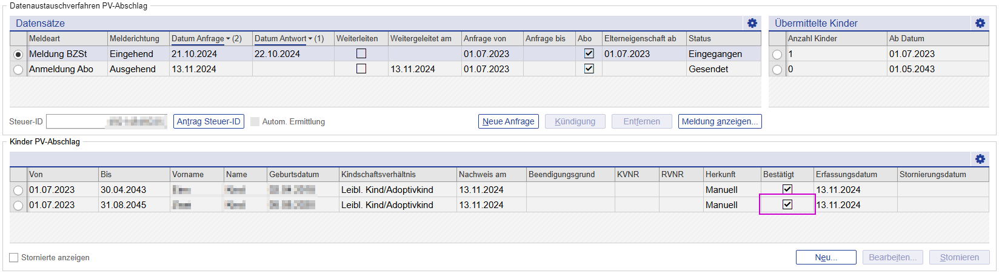 Datenaustauschverfahren PV-Abschlag
Datensätze
Meldeart Melderichtung Datum Anfrage (2) Datum Antwort (1) Weiterleiten Weitergeleitet am Anfrage von Anfrage bis Abo Elterneigenschaft ab Status
Meldung BZSt Eingehend 21.10.2024 22.10.2024 01.07.2023 01.07.2023 Eingegangen
Anmeldung Abo Ausgehend 13.11.2024 13.11.2024 01.07.2023 Gesendet
Übermittelte Kinder
Anzahl Kinder Ab Datum
1 01.07.2023
0 01.05.2043
Steuer-ID Antrag Steuer-ID Autom. Ermittlung Neue Anfrage Kündigung Entfernen Meldung anzeigen...
Kinder PV-Abschlag
Von Bis Vorname Name Geburtsdatum Kindschaftsverhältnis Nachweis am Beendigungsgrund KVNR RVNR Herkunft Bestätigt Erfassungsdatum Stornierungsdatum
01.07.2023 30.04.2043 Leibl. Kind/Adoptivkind 13.11.2024 Manuell 13.11.2024
01.07.2023 31.08.2045 Leibl. Kind/Adoptivkind 13.11.2024 Manuell 13.11.2024
Stornierte anzeigen Neu... Bearbeiten... Stornieren